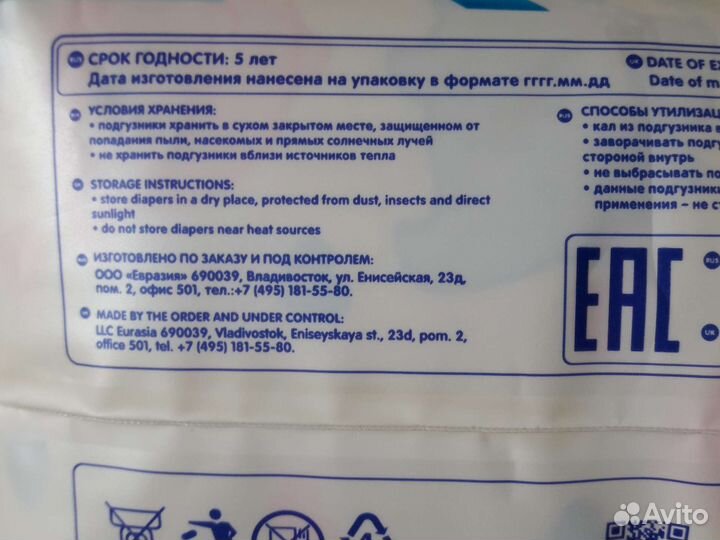 RUS СРОК ГОДНОСТИ: 5 лет
Дата изготовления нанесена на упаковку в формате гггг.мм.дд
UK DATE OF E
Date of m
УСЛОВИЯ ХРАНЕНИЯ:
• подгузники хранить в сухом закрытом месте, защищенном от
попадания пыли, насекомых и прямых солнечных лучей
• не хранить подгузники вблизи источников тепла
STORAGE INSTRUCTIONS:
• store diapers in a dry place, protected from dust, insects and direct
sunlight
• do not store diapers near heat sources
ИЗГОТОВЛЕНО ПО ЗАКАЗУ И ПОД КОНТРОЛЕМ:
ООО «Евразия» 690039, Владивосток, ул. Енисейская, 23д,
пом. 2, офис 501, тел.:+7 (495) 181-55-80.
MADE BY THE ORDER AND UNDER CONTROL:
LLC Eurasia 690039, Vladivostok, Eniseyskaya st., 23d, pom. 2,
office 501, tel. +7 (495) 181-55-80.
RUS СПОСОБЫ УТИЛИЗАЦ
• кал из подгузника в
• заворачивать подгу
стороной внутрь
• не выбрасывать по
• данные подгузники
применения – не с
EAC
RUS
UK
Avito